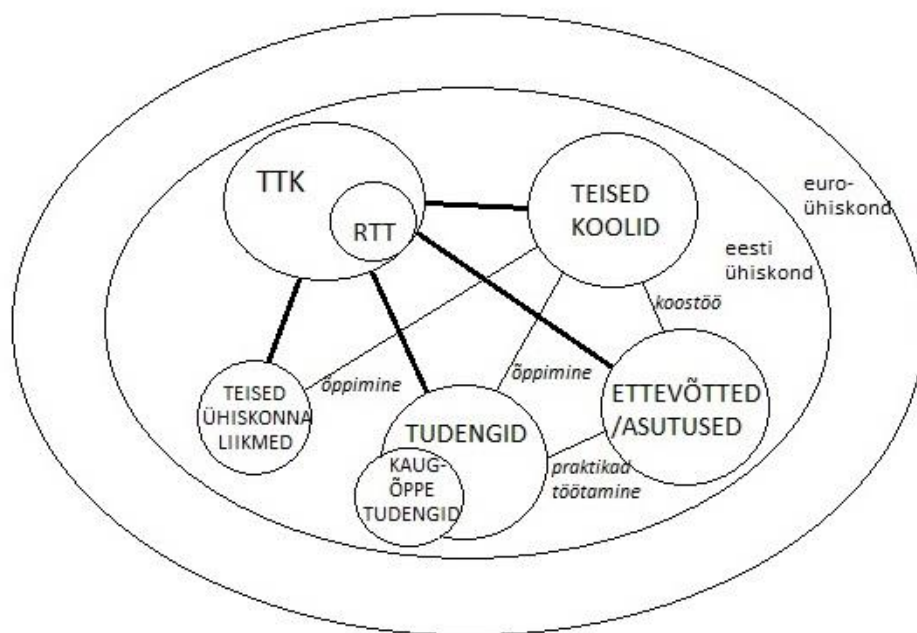 TTK
RTT
TEISED
KOOLID
euro-
ühiskond
eesti
ühiskond
koostöö
õppimine
õppimine
TEISED
ÜHISKONNA
LIIKMED
TUDENGID
KAUG-
ÕPPE
TUDENGID
ETTEVÕTTED
/ASUTUSED
praktikad
töötamine